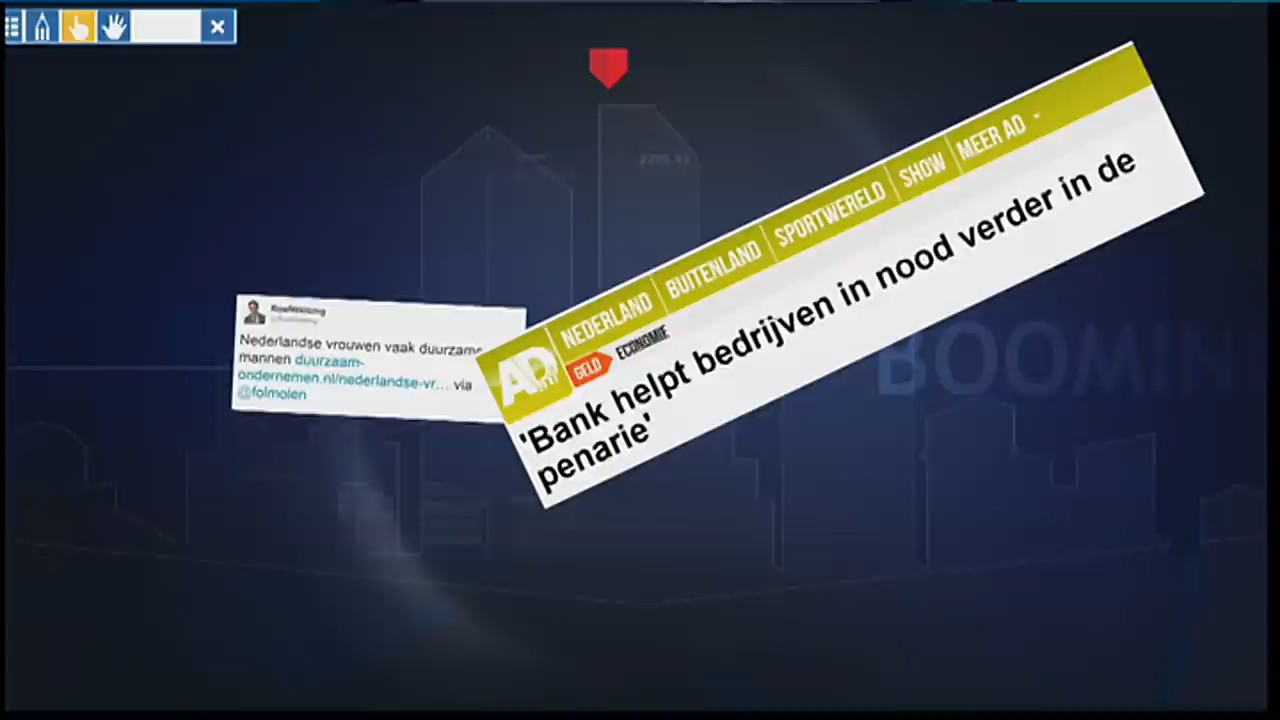 Nederlandse vrouwen vaak duurzame
mannen duurzaam-
ondernemen.nl/nederlandse-vr... via
@folmolen
AD.nl
NEDERLAND
BUITENLAND
SPORTWERELD
SHOW
MEER AD
GELD
ECONOMIE
'Bank helpt bedrijven in nood verder in de
penarie'
BOOMIN